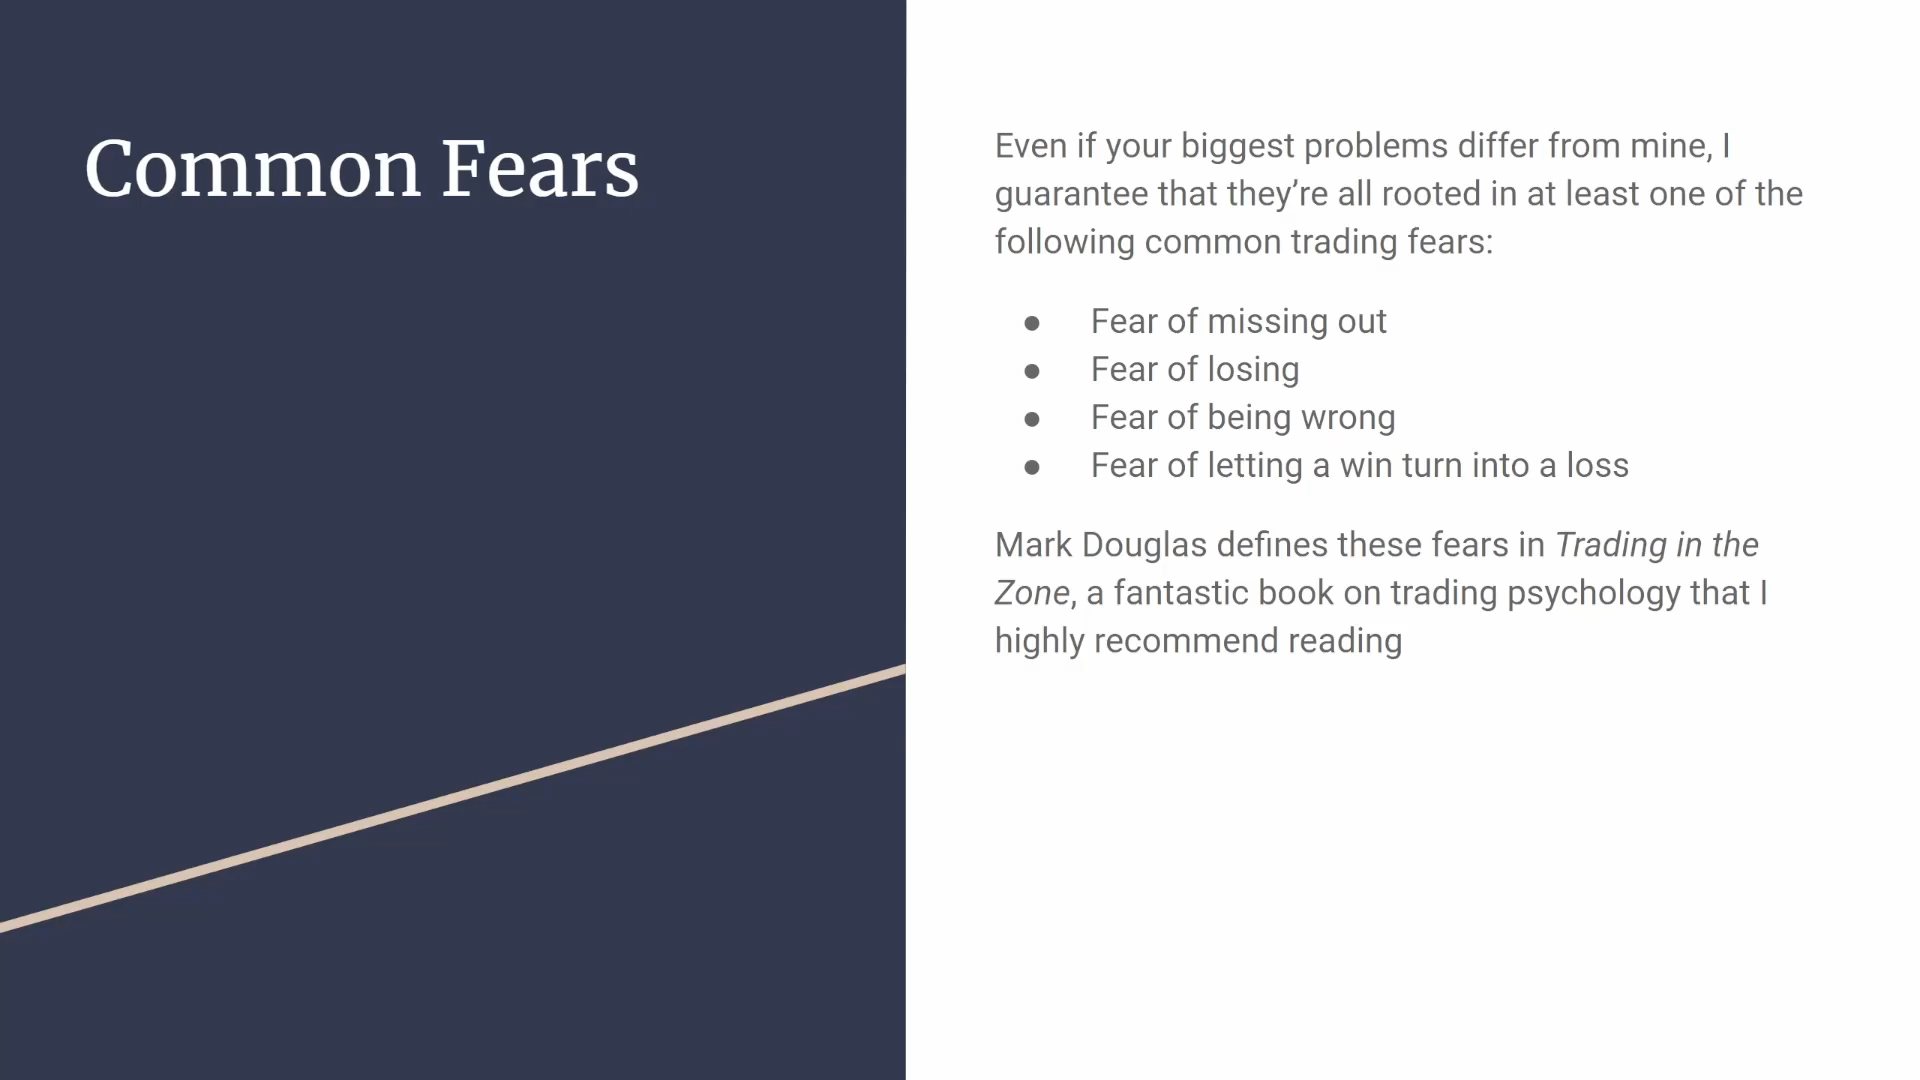 Common Fears
Even if your biggest problems differ from mine, I
guarantee that they’re all rooted in at least one of the
following common trading fears:
● Fear of missing out
● Fear of losing
● Fear of being wrong
● Fear of letting a win turn into a loss
Mark Douglas defines these fears in Trading in the
Zone, a fantastic book on trading psychology that I
highly recommend reading